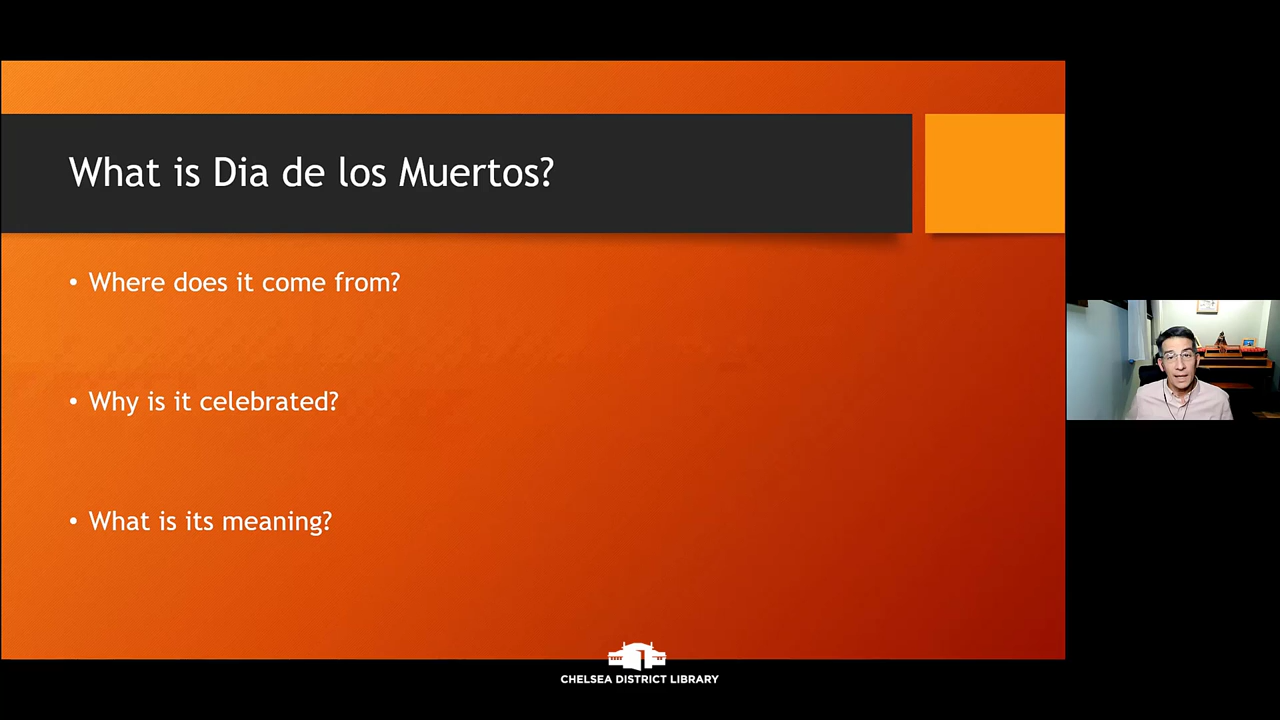 What is Dia de los Muertos?
• Where does it come from?
• Why is it celebrated?
• What is its meaning?
CHELSEA DISTRICT LIBRARY